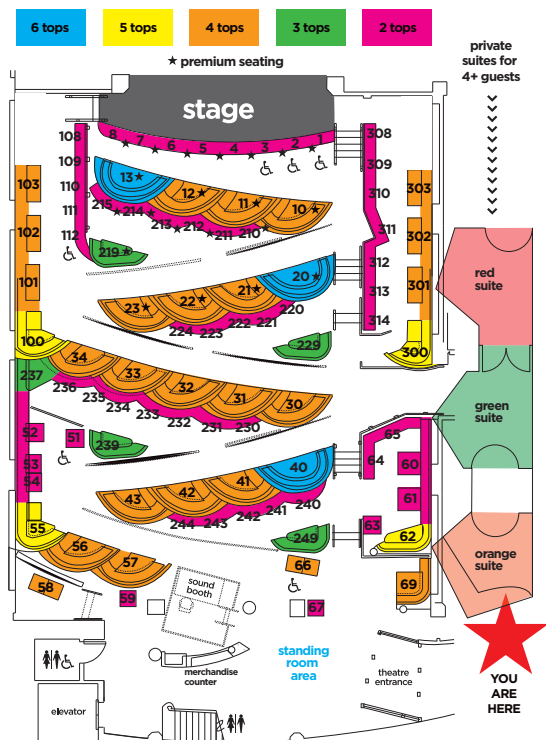 6 tops 5 tops 4 tops 3 tops 2 tops
★ premium seating
private
suites for
4+ guests
stage
108 8 ★ 7 ★ 6 ★ 5 ★ 4 ★ 3 ★ 2 ★ 1 ★ 308
109 309
103 110 13★ 12★ 11★ 10★ 310 303
111 215★ 214★ 213★ 212★ 211★ 210★ 311
102 112 302
219★ 312
101 23★ 22★ 21★ 20★ 313 301
224 223 222 221 220 314
red
suite
100 229 300
237 34 33 32 31 30
236 235 234 233 232 231 230
green
suite
52 51 239 65
53 40 64 60
54 43 42 41 61
244 243 242 241 240
55 63 62
56 57 249
orange
suite
58 66 69
59 67
sound
booth
standing
room
area
merchandise
counter
theatre
entrance
elevator
YOU
ARE
HERE